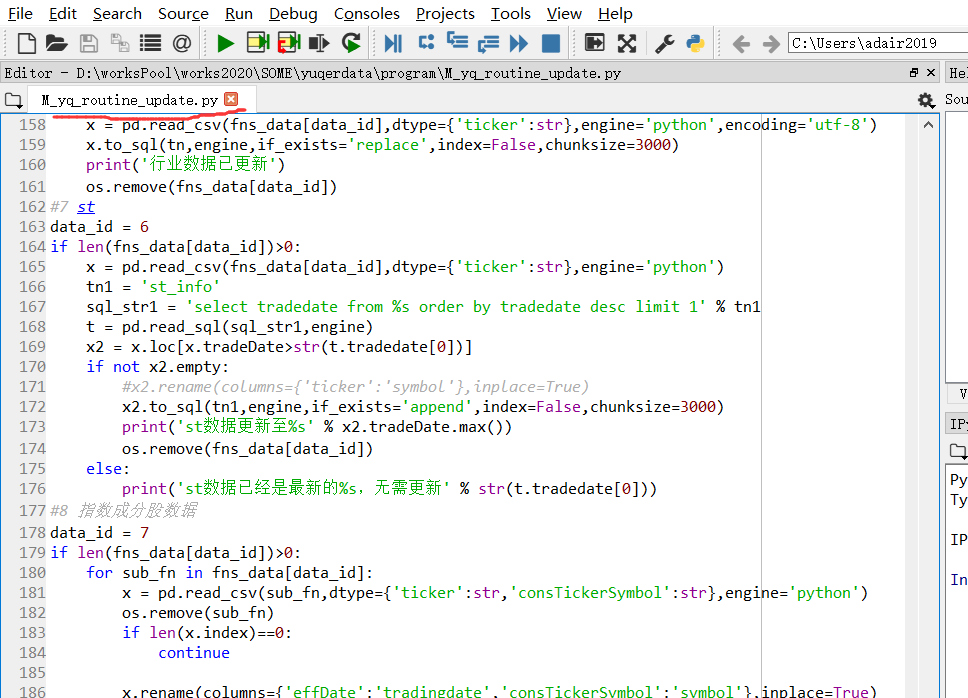 File Edit Search Source Run Debug Consoles Projects Tools View Help
C:\Users\adair2019
Editor - D:\worksPool\works2020\SOME\yuqerdata\program\M_yq_routine_update.py
M_yq_routine_update.py
158 x = pd.read_csv(fns_data[data_id],dtype={'ticker':str},engine='python',encoding='utf-8')
159 x.to_sql(tn,engine,if_exists='replace',index=False,chunksize=3000)
160 print('行业数据已更新')
161 os.remove(fns_data[data_id])
162 #7 st
163 data_id = 6
164 if len(fns_data[data_id])>0:
165 x = pd.read_csv(fns_data[data_id],dtype={'ticker':str},engine='python')
166 tn1 = 'st_info'
167 sql_str1 = 'select tradedate from %s order by tradedate desc limit 1' % tn1
168 t = pd.read_sql(sql_str1,engine)
169 x2 = x.loc[x.tradeDate>str(t.tradedate[0])]
170 if not x2.empty:
171 #x2.rename(columns={'ticker':'symbol'},inplace=True)
172 x2.to_sql(tn1,engine,if_exists='append',index=False,chunksize=3000)
173 print('st数据更新至%s' % x2.tradeDate.max())
174 os.remove(fns_data[data_id])
175 else:
176 print('st数据已经是最新的%s，无需更新' % str(t.tradedate[0]))
177 #8 指数成分股数据
178 data_id = 7
179 if len(fns_data[data_id])>0:
180 for sub_fn in fns_data[data_id]:
181 x = pd.read_csv(sub_fn,dtype={'ticker':str,'consTickerSymbol':str},engine='python')
182 os.remove(sub_fn)
183 if len(x.index)==0:
184 continue
185
186 x.rename(columns={'effDate':'tradingdate','consTickerSymbol':'symbol'},inplace=True)
Hel
Sou
V
IPy
Py
Ty
IP
In